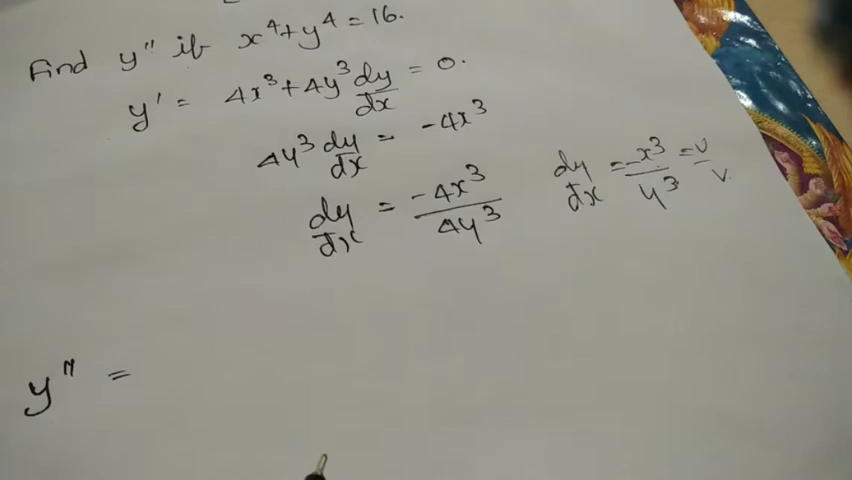 Find y'' if x⁴+y⁴=16.
y' = 4x³+4y³ dy/dx = 0.
4y³ dy/dx = -4x³
dy/dx = -4x³/4y³ dy/dx = -x³/y³ = u/v.
y'' =